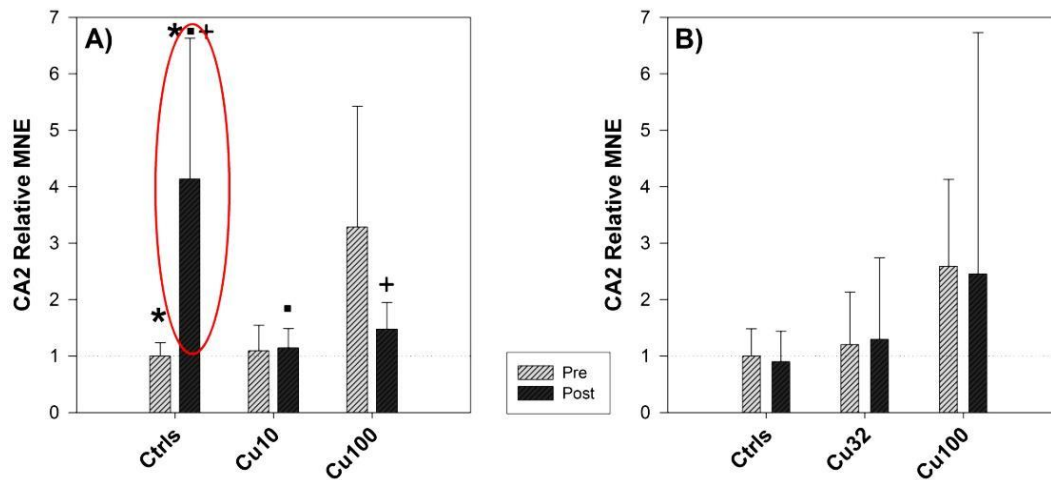 A)
CA2 Relative MNE
7
6
5
4
3
2
1
0
* ▪ +
*
▪
+
Ctrls
Cu10
Cu100
Pre
Post
B)
CA2 Relative MNE
7
6
5
4
3
2
1
0
Ctrls
Cu32
Cu100